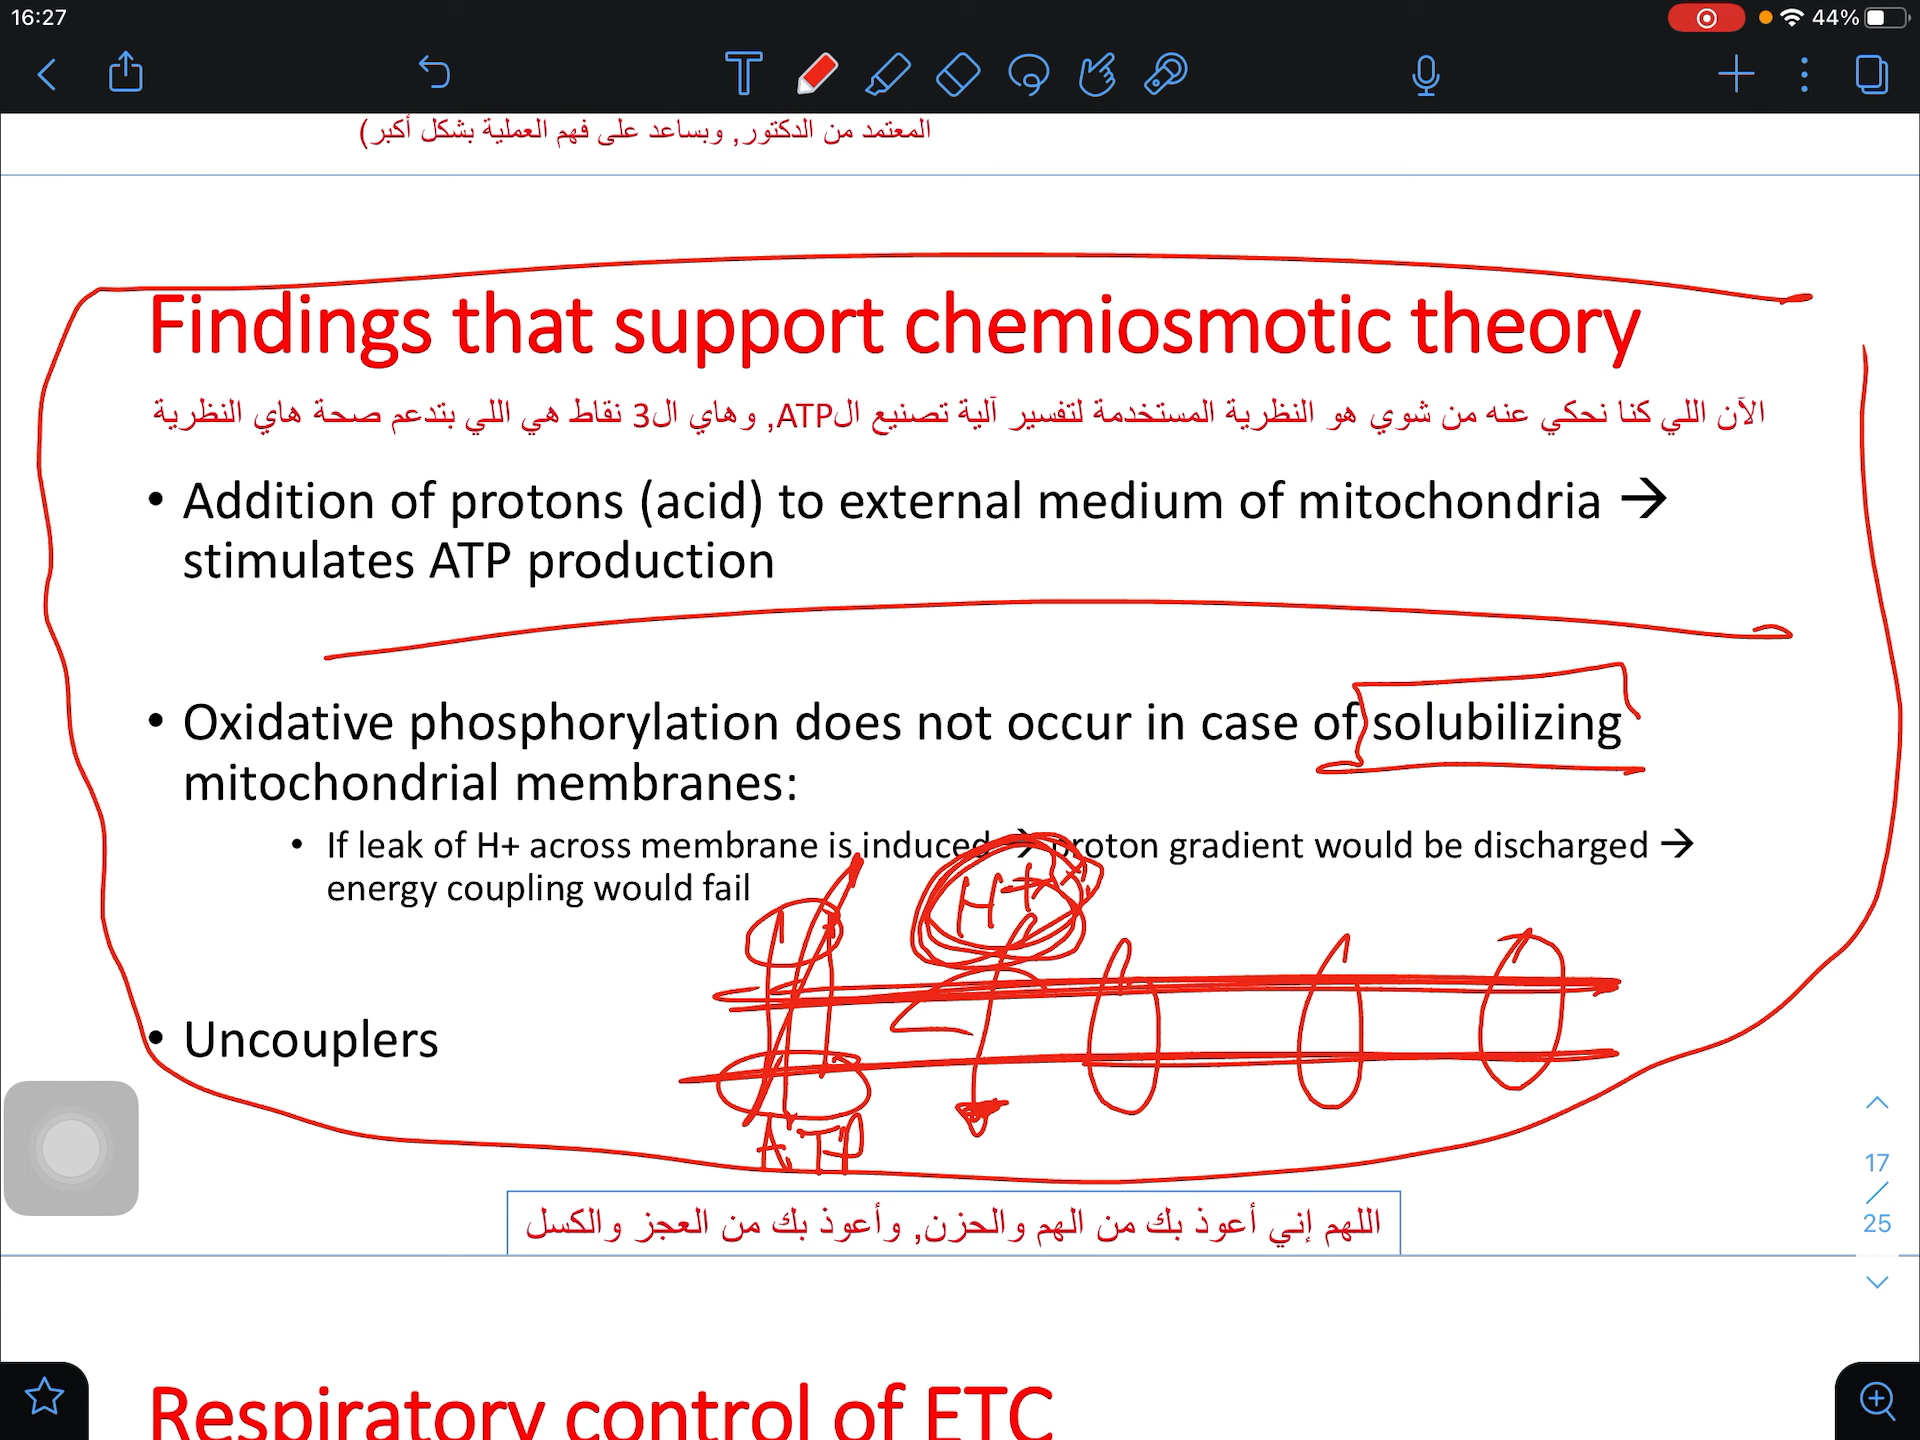 16:27
44%
المعتمد من الدكتور, وبساعد على فهم العملية بشكل أكبر)
Findings that support chemiosmotic theory
الآن اللي كنا نحكي عنه من شوي هو النظرية المستخدمة لتفسير آلية تصنيع الATP, وهاي ال3 نقاط هي اللي بتدعم صحة هاي النظرية
• Addition of protons (acid) to external medium of mitochondria →
stimulates ATP production
• Oxidative phosphorylation does not occur in case of solubilizing
mitochondrial membranes:
• If leak of H+ across membrane is induced → proton gradient would be discharged →
energy coupling would fail
H+
• Uncouplers
ATP
17
/
25
اللهم إني أعوذ بك من الهم والحزن, وأعوذ بك من العجز والكسل
Respiratory control of ETC